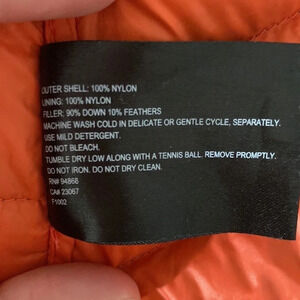 OUTER SHELL: 100% NYLON
LINING: 100% NYLON
FILLER: 90% DOWN 10% FEATHERS
MACHINE WASH COLD IN DELICATE OR GENTLE CYCLE, SEPARATELY.
USE MILD DETERGENT.
DO NOT BLEACH.
TUMBLE DRY LOW ALONG WITH A TENNIS BALL. REMOVE PROMPTLY.
DO NOT IRON. DO NOT DRY CLEAN.
RN# 94868
CA# 23067
F1002